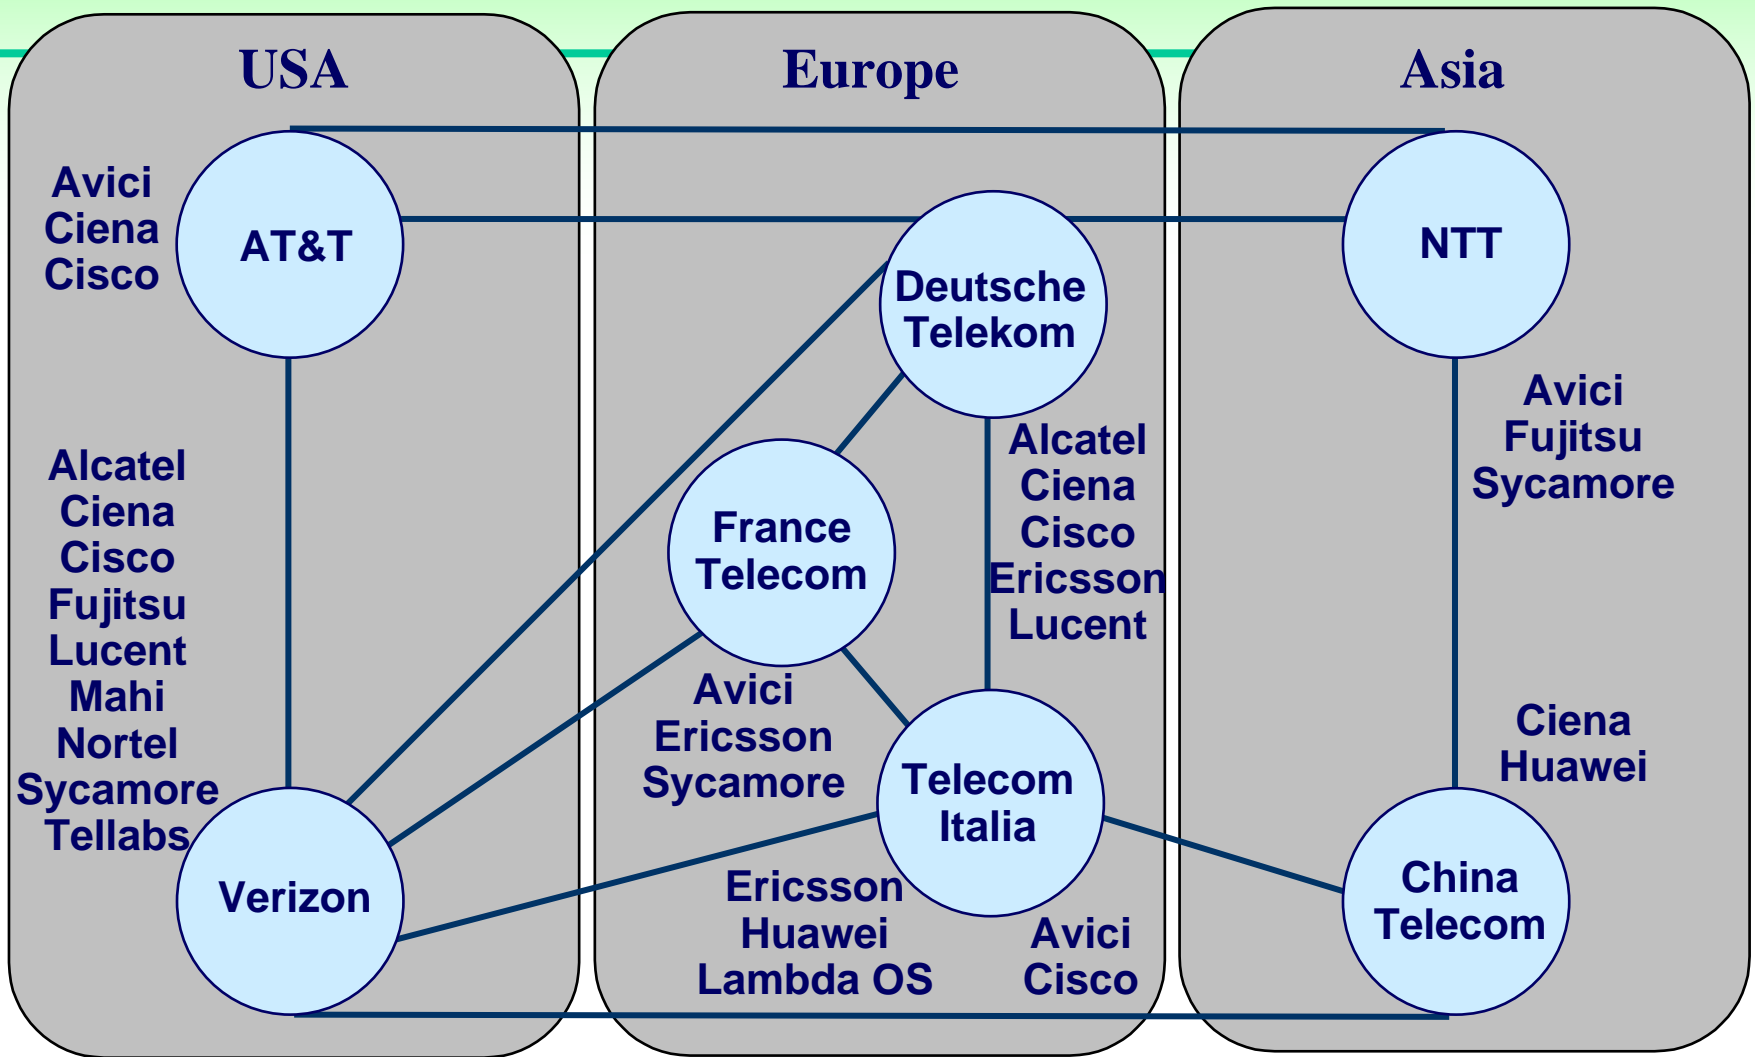 USA
Avici
Ciena
Cisco
AT&T
Alcatel
Ciena
Cisco
Fujitsu
Lucent
Mahi
Nortel
Sycamore
Tellabs
Verizon
Europe
Deutsche
Telekom
Alcatel
Ciena
Cisco
Ericsson
Lucent
France
Telecom
Avici
Ericsson
Sycamore
Telecom
Italia
Ericsson
Huawei
Lambda OS
Avici
Cisco
Asia
NTT
Avici
Fujitsu
Sycamore
Ciena
Huawei
China
Telecom